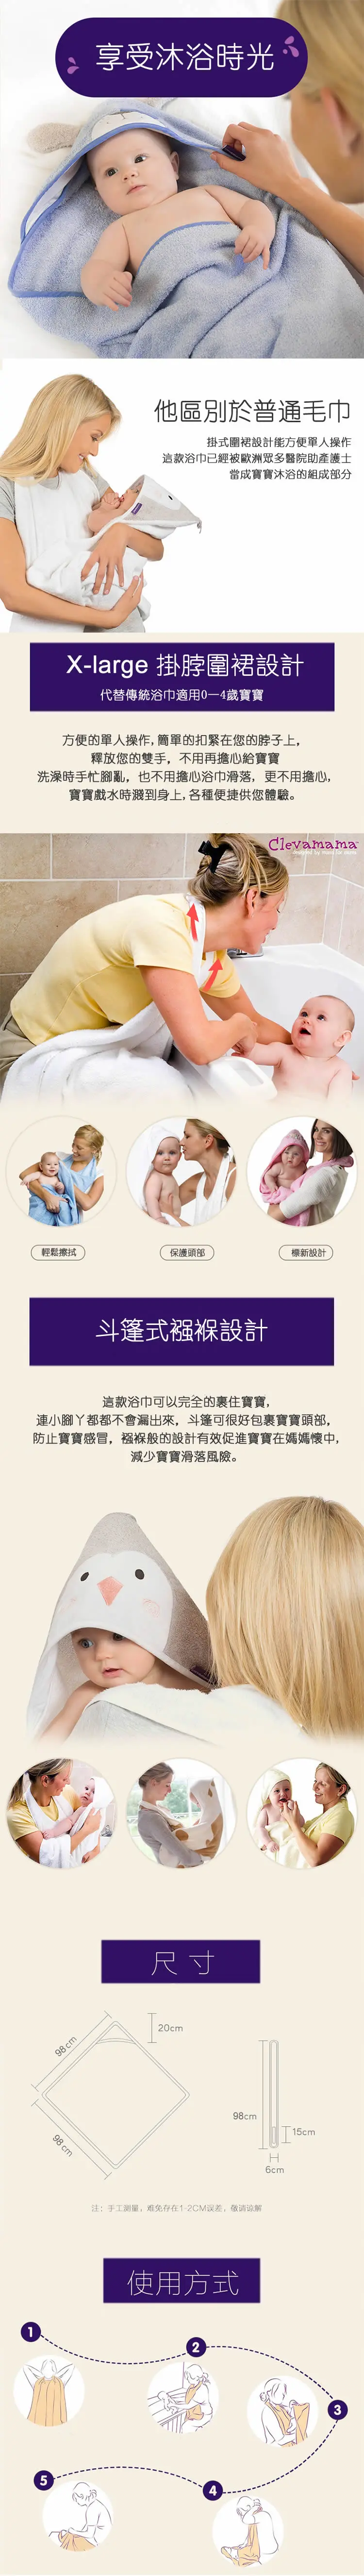 享受沐浴時光
他區別於普通毛巾
掛式圍裙設計能方便單人操作
這款浴巾已經被歐洲眾多醫院助產護士
當成寶寶沐浴的組成部分
X-large 掛脖圍裙設計
代替傳統浴巾適用0-4歲寶寶
方便的單人操作,簡單的扣緊在您的脖子上,
釋放您的雙手，不用再擔心給寶寶
洗澡時手忙腳亂，也不用擔心浴巾滑落，更不用擔心,
寶寶戲水時濺到身上,各種便捷供您體驗。
Clevamama
輕鬆擦拭
保護頭部
標新設計
斗篷式襁褓設計
這款浴巾可以完全的裹住寶寶,
連小腳丫都都不會漏出來，斗篷可很好包裹寶寶頭部,
防止寶寶感冒，襁褓般的設計有效促進寶寶在媽媽懷中,
減少寶寶滑落風險。
尺寸
20cm
98 cm
98 cm
98cm
15cm
6cm
注：手工測量，难免存在1-2CM误差，敬请谅解
使用方式
1
2
3
4
5